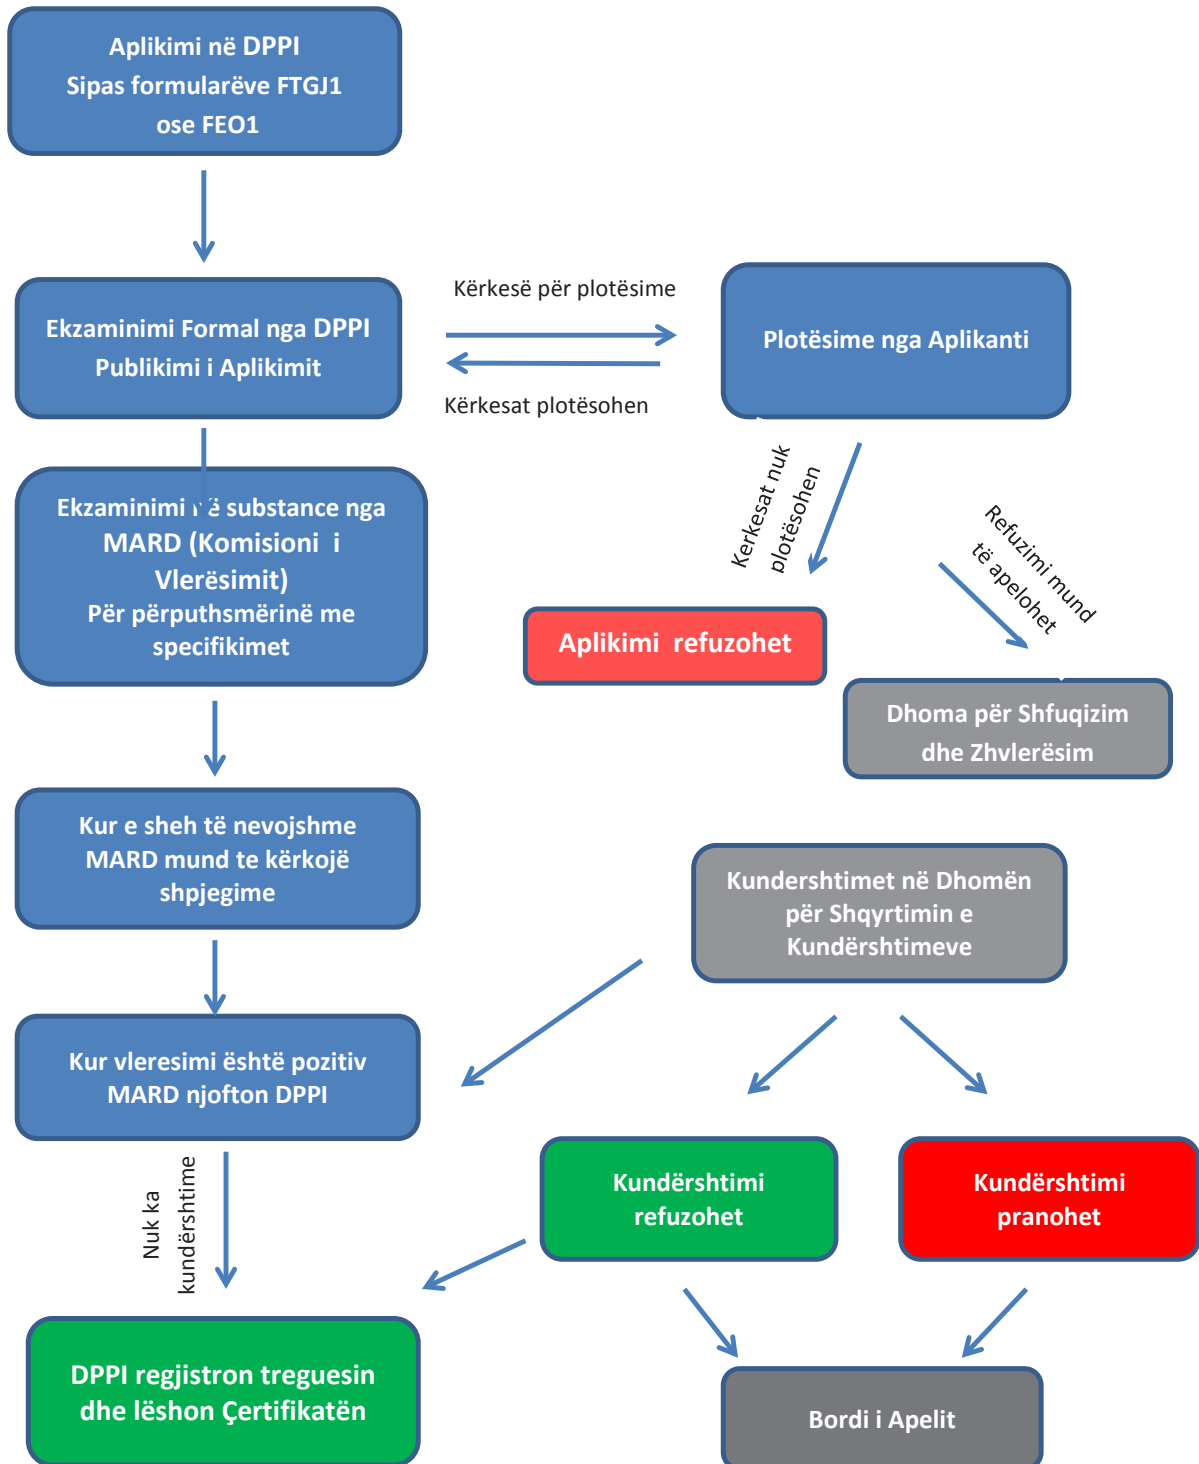 Aplikimi në DPPI
Sipas formularëve FTGJ1
ose FEO1
Ekzaminimi Formal nga DPPI
Publikimi i Aplikimit
Kërkesë për plotësime
Kërkesat plotësohen
Plotësime nga Aplikanti
Kerkesat nuk
plotësohen
Refuzimi mund
të apelohet
Ekzaminimi në substance nga
MARD (Komisioni i
Vlerësimit)
Për përputhsmërinë me
specifikimet
Aplikimi refuzohet
Dhoma për Shfuqizim
dhe Zhvlerësim
Kur e sheh të nevojshme
MARD mund te kërkojë
shpjegime
Kundershtimet në Dhomën
për Shqyrtimin e
Kundërshtimeve
Kur vleresimi është pozitiv
MARD njofton DPPI
Nuk ka
kundërshtime
Kundërshtimi
refuzohet
Kundërshtimi
pranohet
DPPI regjistron treguesin
dhe lëshon Çertifikatën
Bordi i Apelit